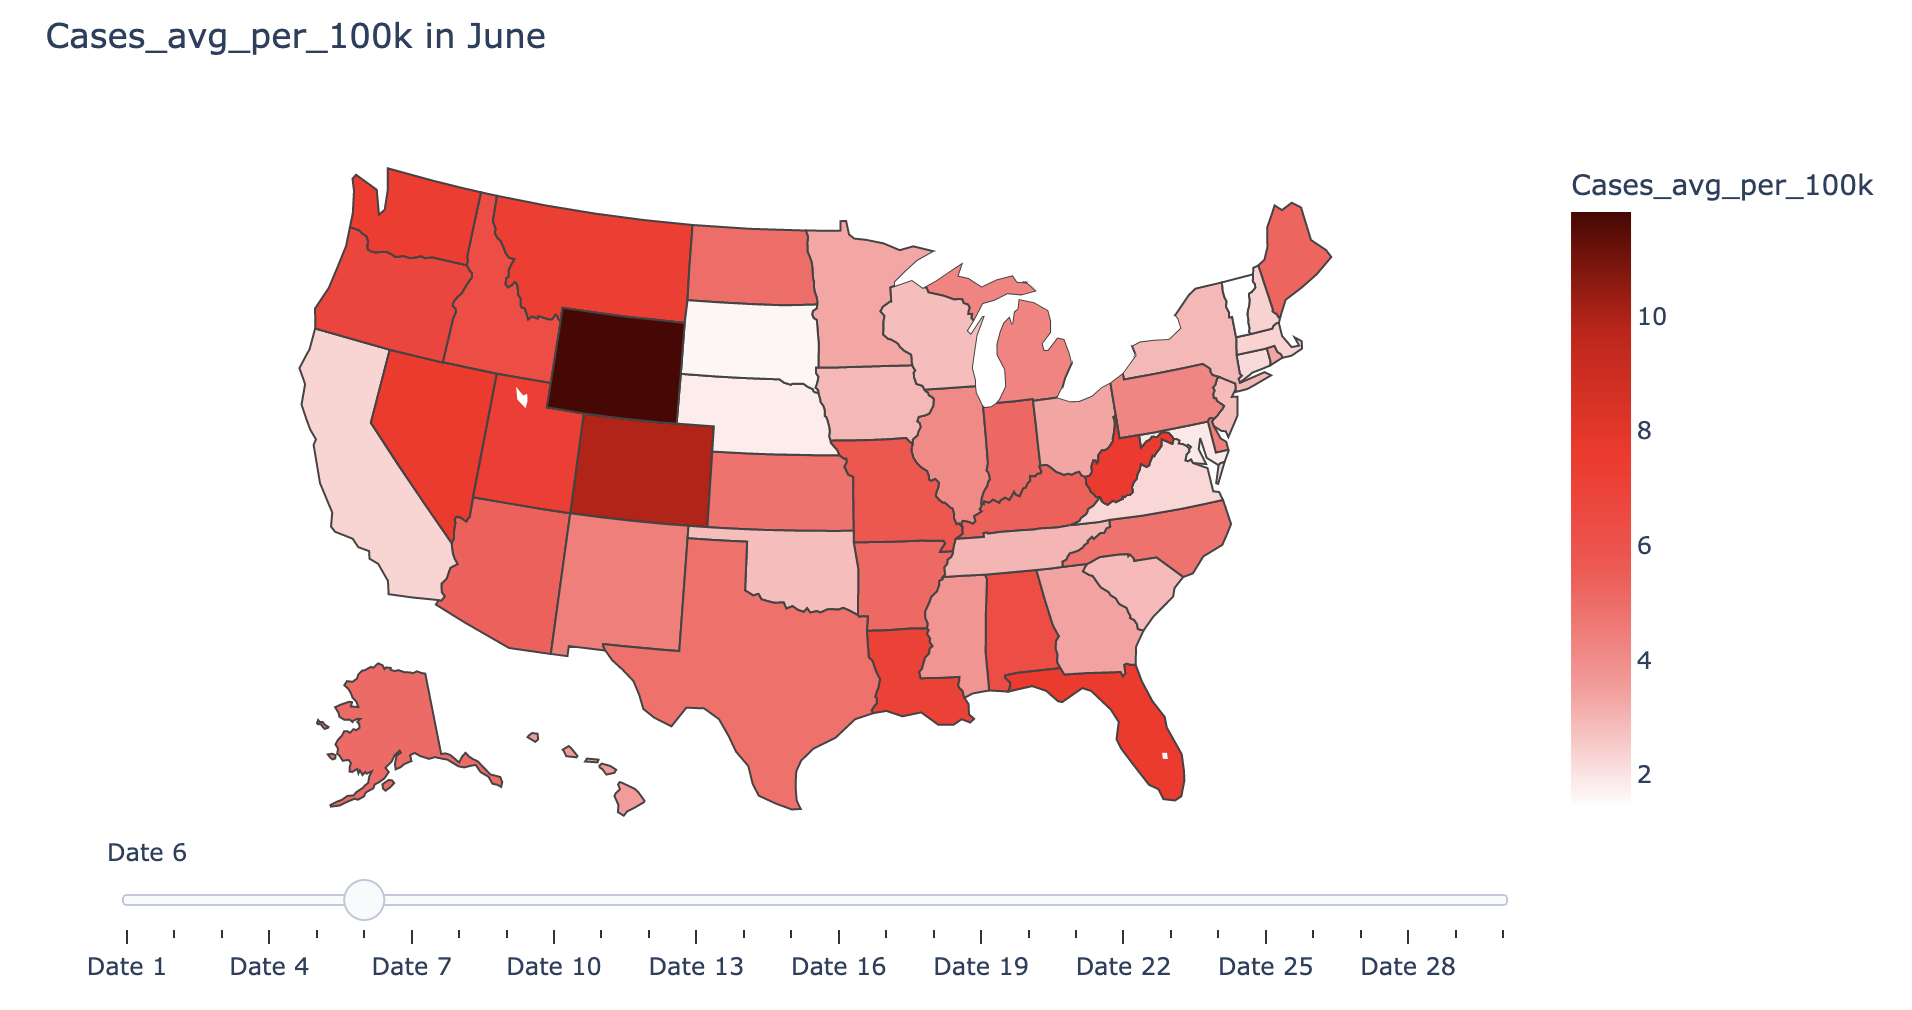 Cases_avg_per_100k in June
Cases_avg_per_100k
10
8
6
4
2
Date 6
Date 1 Date 4 Date 7 Date 10 Date 13 Date 16 Date 19 Date 22 Date 25 Date 28